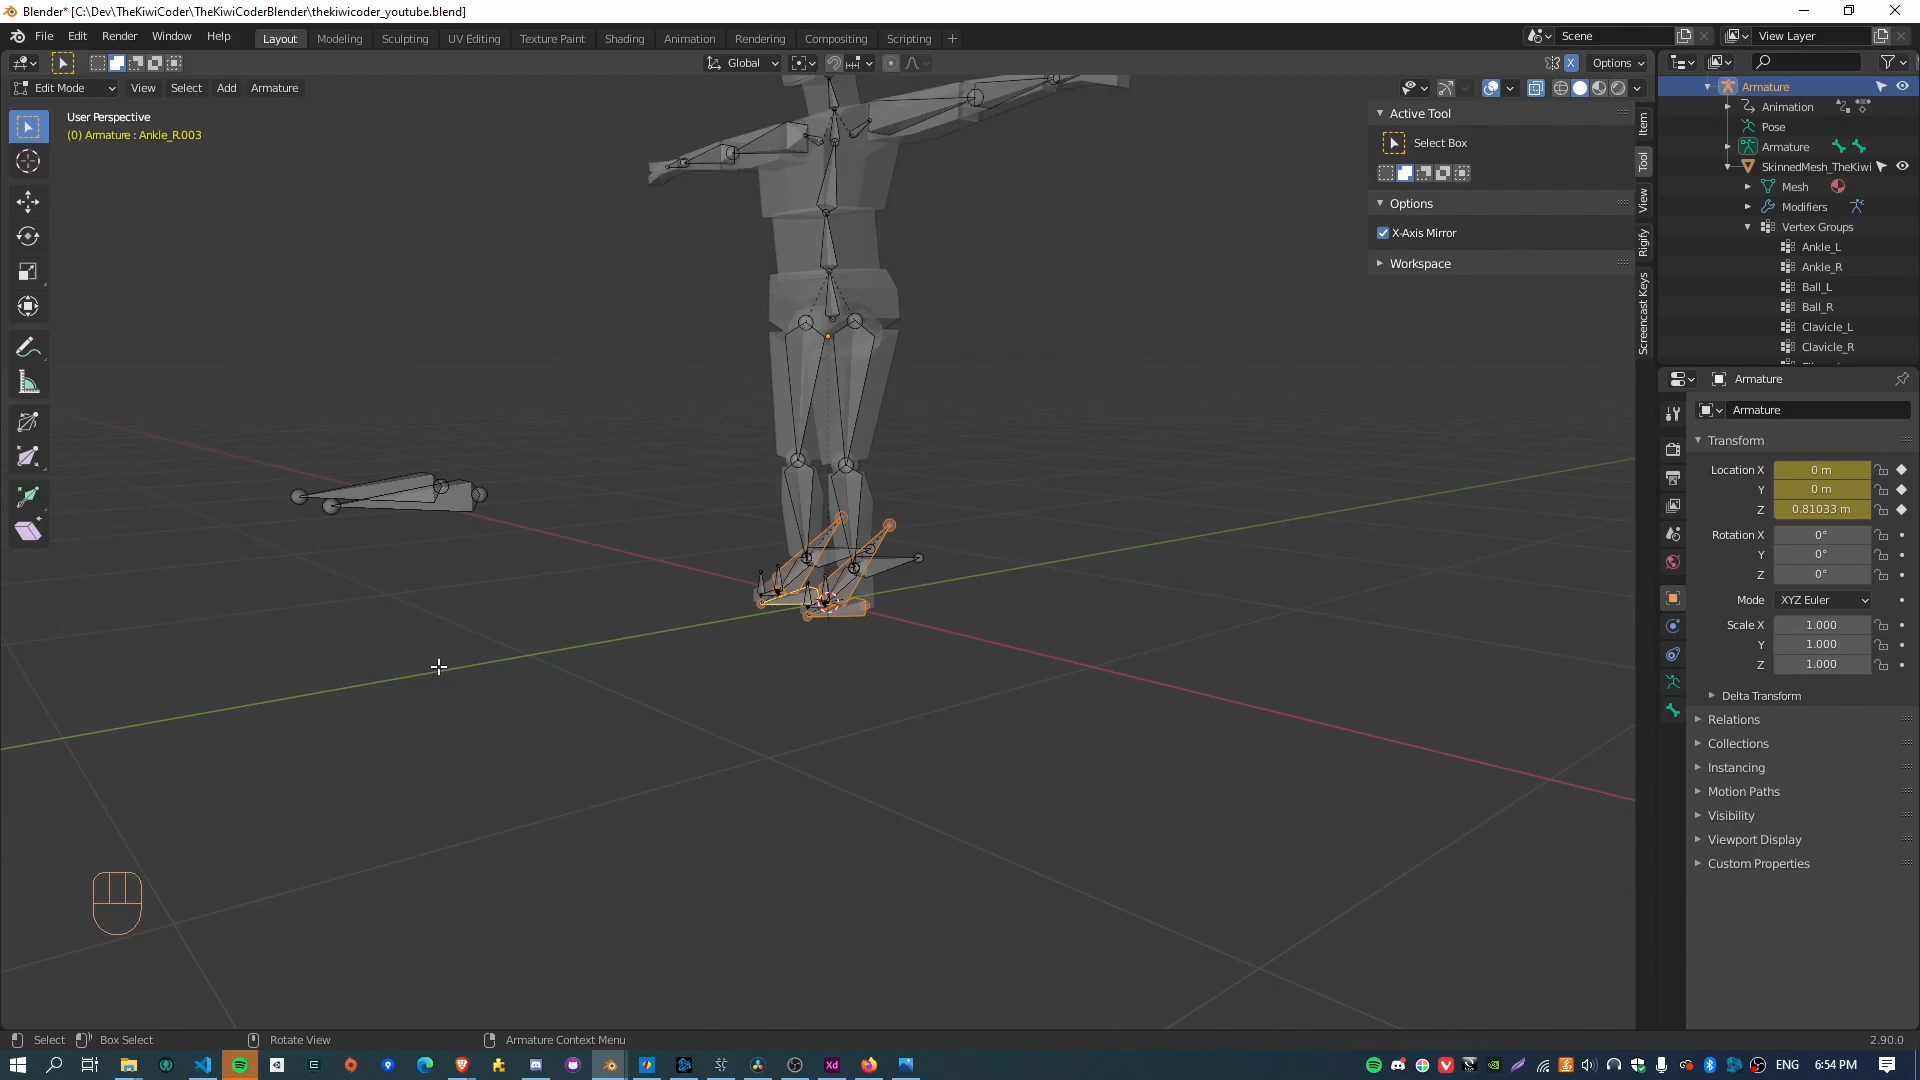 Blender* [C:\Dev\TheKiwiCoder\TheKiwiCoderBlender\thekiwicoder_youtube.blend]
File Edit Render Window Help Layout Modeling Sculpting UV Editing Texture Paint Shading Animation Rendering Compositing Scripting Scene View Layer
Global Options
Edit Mode View Select Add Armature
User Perspective
(0) Armature : Ankle_R.003
Active Tool
Select Box
Options
X-Axis Mirror
Workspace
Item
Tool
View
Rigify
Screencast Keys
Armature
Animation
Pose
Armature
SkinnedMesh_TheKiwi
Mesh
Modifiers
Vertex Groups
Ankle_L
Ankle_R
Ball_L
Ball_R
Clavicle_L
Clavicle_R
Armature
Armature
Transform
Location X 0 m
Y 0 m
Z 0.81033 m
Rotation X 0°
Y 0°
Z 0°
Mode XYZ Euler
Scale X 1.000
Y 1.000
Z 1.000
Delta Transform
Relations
Collections
Instancing
Motion Paths
Visibility
Viewport Display
Custom Properties
Select Box Select Rotate View Armature Context Menu 2.90.0
Xd ENG 6:54 PM